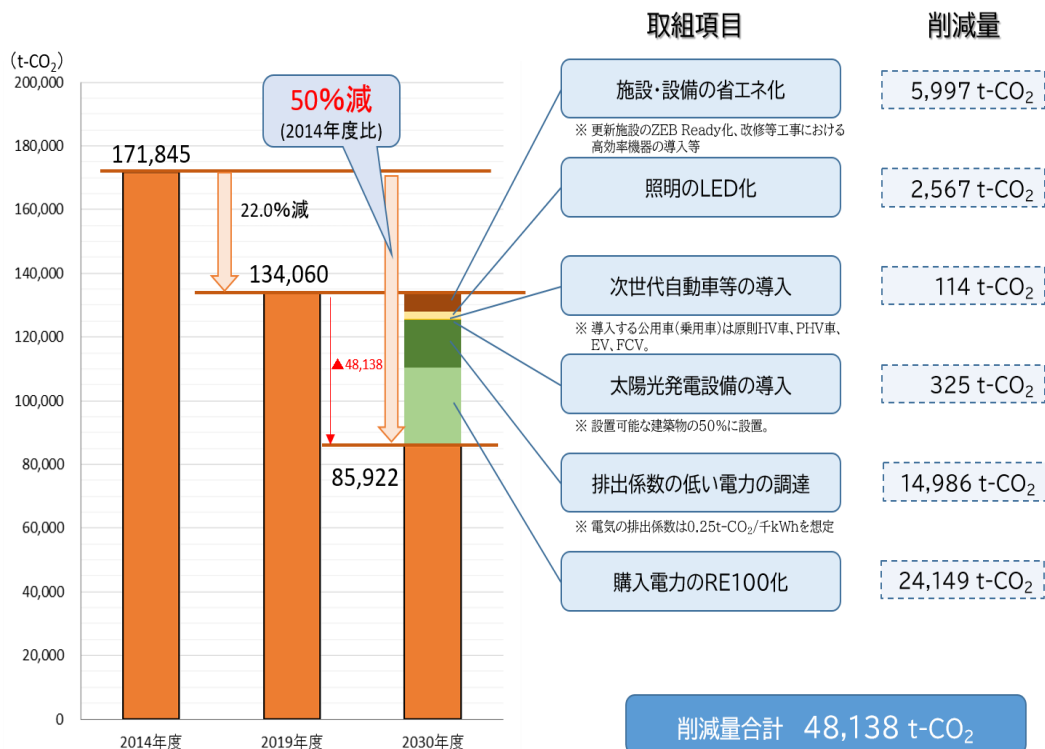 取組項目
削減量
(t-CO₂)
200,000
180,000
160,000
140,000
120,000
100,000
80,000
60,000
40,000
20,000
0
171,845
22.0%減
134,060
50%減
(2014年度比)
▲48,138
85,922
2014年度
2019年度
2030年度
施設・設備の省エネ化
5,997 t-CO₂
※ 更新施設のZEB Ready化、改修等工事における
高効率機器の導入等
照明のLED化
2,567 t-CO₂
次世代自動車等の導入
114 t-CO₂
※ 導入する公用車(乗用車)は原則HV車、PHV車、
EV、FCV。
太陽光発電設備の導入
325 t-CO₂
※ 設置可能な建築物の50%に設置。
排出係数の低い電力の調達
14,986 t-CO₂
※ 電気の排出係数は0.25t-CO₂/千kWhを想定
購入電力のRE100化
24,149 t-CO₂
削減量合計 48,138 t-CO₂